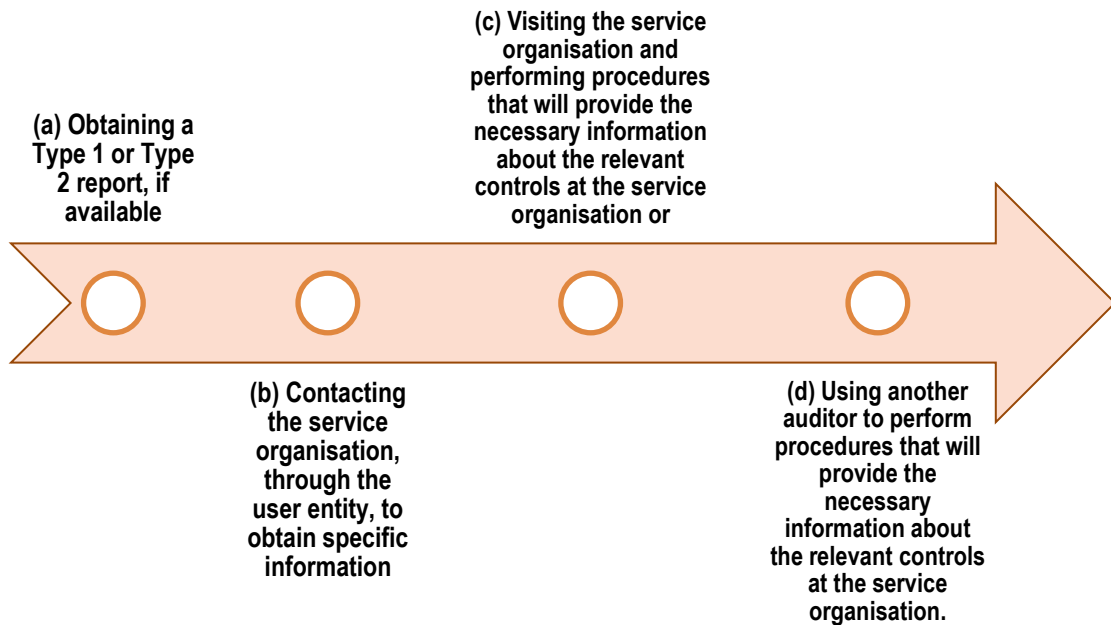 (a) Obtaining a
Type 1 or Type
2 report, if
available
(b) Contacting
the service
organisation,
through the
user entity, to
obtain specific
information
(c) Visiting the service
organisation and
performing procedures
that will provide the
necessary information
about the relevant
controls at the service
organisation or
(d) Using another
auditor to perform
procedures that will
provide the
necessary
information about
the relevant controls
at the service
organisation.